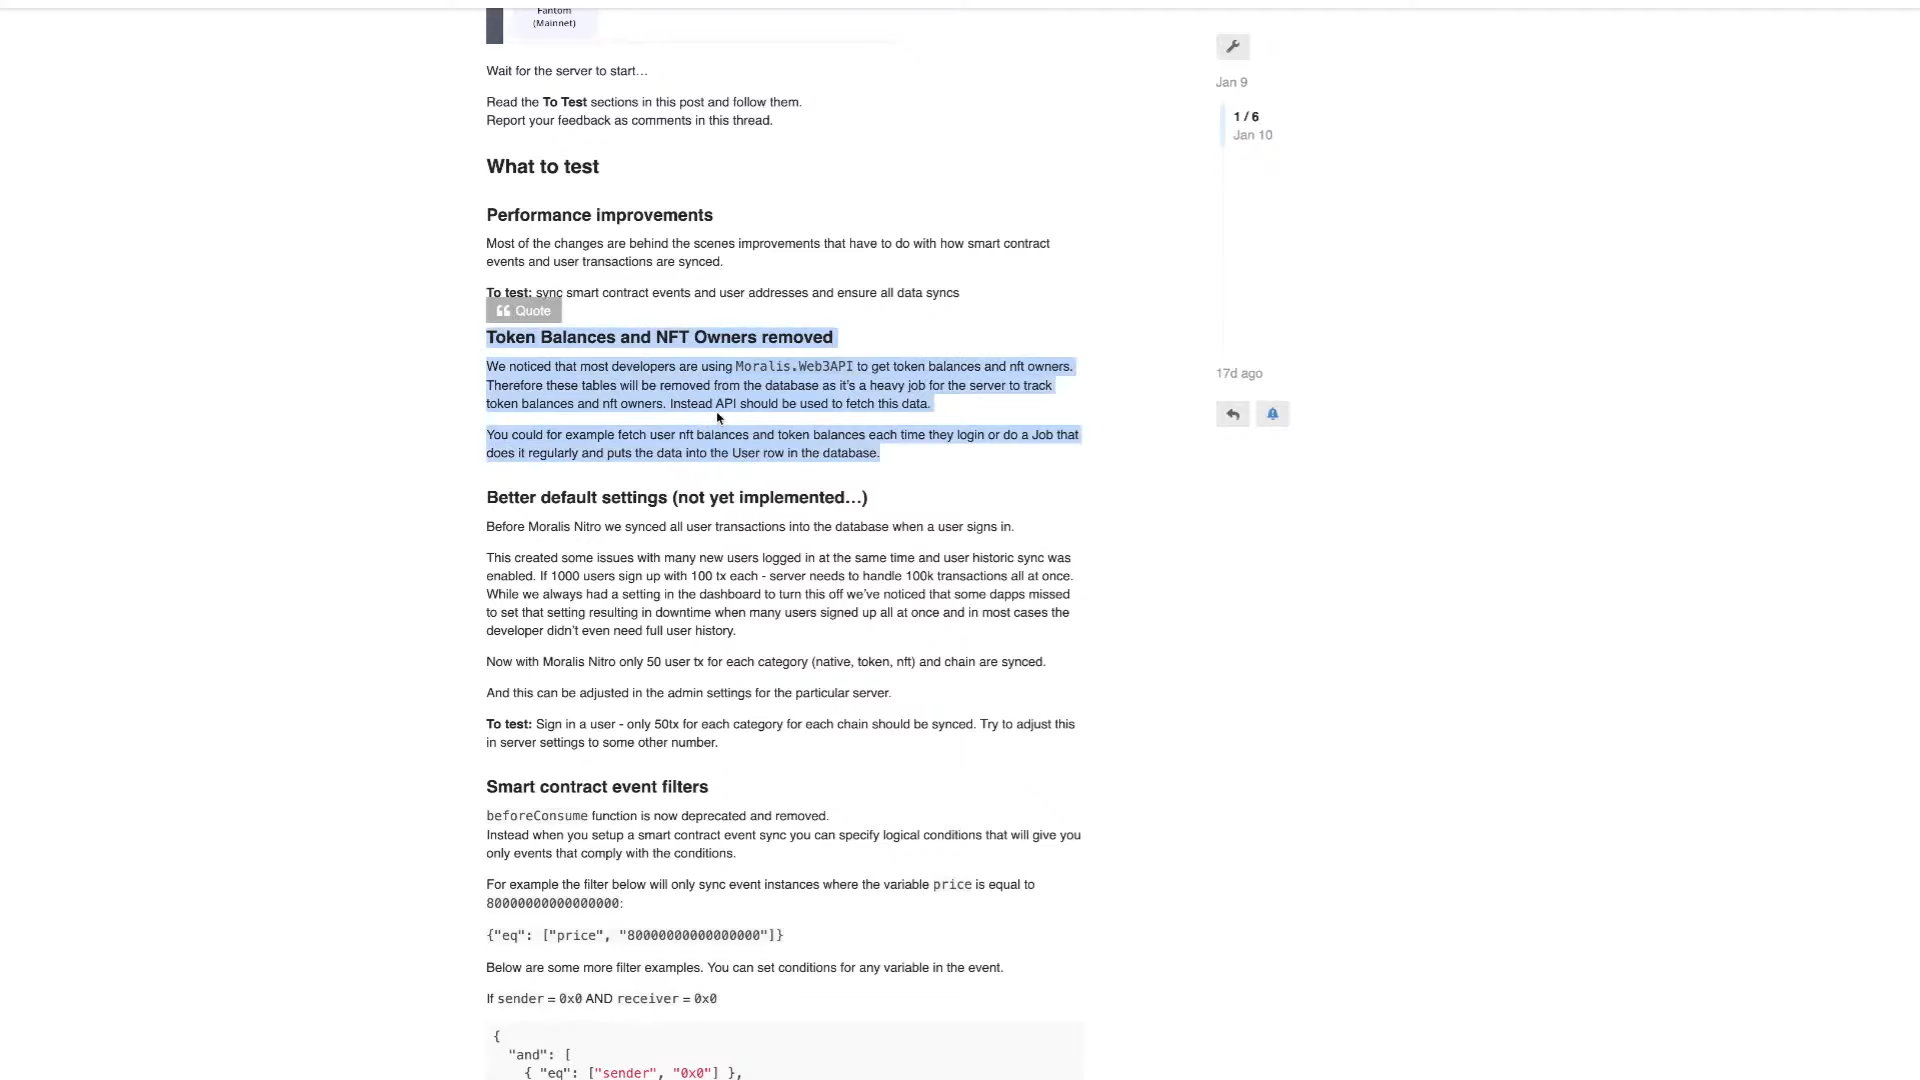 Fantom
(Mainnet)
Wait for the server to start…
Read the To Test sections in this post and follow them.
Report your feedback as comments in this thread.
What to test
Performance improvements
Most of the changes are behind the scenes improvements that have to do with how smart contract
events and user transactions are synced.
To test: sync smart contract events and user addresses and ensure all data syncs
Quote
Token Balances and NFT Owners removed
We noticed that most developers are using Moralis.Web3API to get token balances and nft owners.
Therefore these tables will be removed from the database as it's a heavy job for the server to track
token balances and nft owners. Instead API should be used to fetch this data.
You could for example fetch user nft balances and token balances each time they login or do a Job that
does it regularly and puts the data into the User row in the database.
Better default settings (not yet implemented…)
Before Moralis Nitro we synced all user transactions into the database when a user signs in.
This created some issues with many new users logged in at the same time and user historic sync was
enabled. If 1000 users sign up with 100 tx each - server needs to handle 100k transactions all at once.
While we always had a setting in the dashboard to turn this off we've noticed that some dapps missed
to set that setting resulting in downtime when many users signed up all at once and in most cases the
developer didn't even need full user history.
Now with Moralis Nitro only 50 user tx for each category (native, token, nft) and chain are synced.
And this can be adjusted in the admin settings for the particular server.
To test: Sign in a user - only 50tx for each category for each chain should be synced. Try to adjust this
in server settings to some other number.
Smart contract event filters
beforeConsume function is now deprecated and removed.
Instead when you setup a smart contract event sync you can specify logical conditions that will give you
only events that comply with the conditions.
For example the filter below will only sync event instances where the variable price is equal to
80000000000000000:
{"eq": ["price", "80000000000000000"]}
Below are some more filter examples. You can set conditions for any variable in the event.
If sender = 0x0 AND receiver = 0x0
{
"and": [
{ "eq": ["sender", "0x0"] },
Jan 9
1 / 6
Jan 10
17d ago